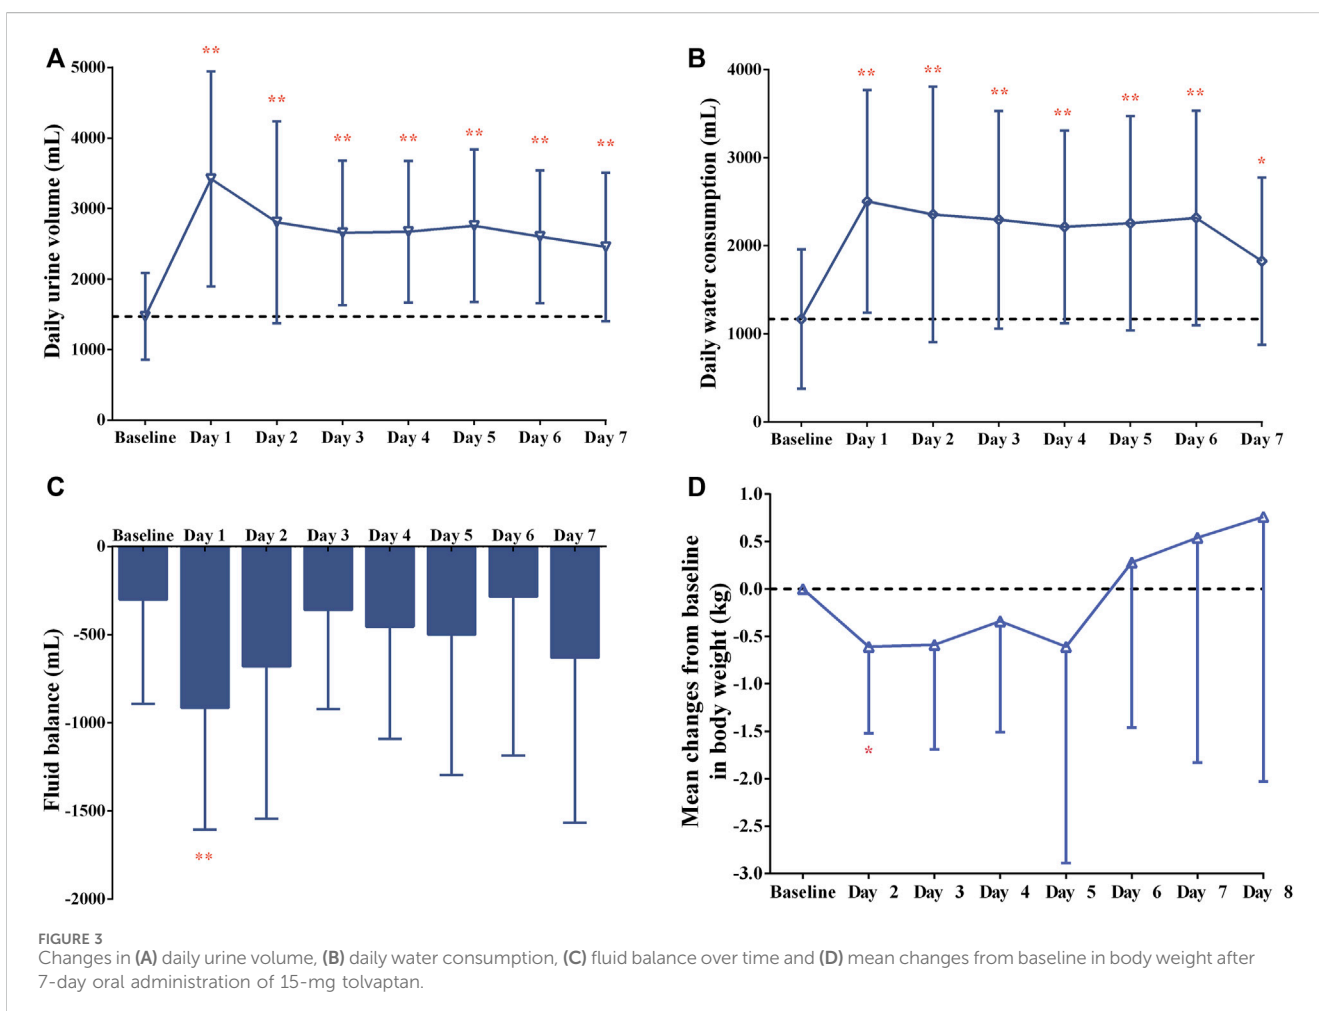 A
Daily urine volume (mL)
5000
4000
3000
2000
1000
0
** ** ** ** ** ** **
Baseline Day 1 Day 2 Day 3 Day 4 Day 5 Day 6 Day 7
B
Daily water consumption (mL)
4000
3000
2000
1000
0
** ** ** ** ** ** *
Baseline Day 1 Day 2 Day 3 Day 4 Day 5 Day 6 Day 7
C
Fluid balance (mL)
Baseline Day 1 Day 2 Day 3 Day 4 Day 5 Day 6 Day 7
0
-500
-1000
-1500
-2000
**
D
Mean changes from baseline
in body weight (kg)
1.0
0.5
0.0
-0.5
-1.0
-1.5
-2.0
-2.5
-3.0
*
Baseline Day 2 Day 3 Day 4 Day 5 Day 6 Day 7 Day 8
FIGURE 3
Changes in (A) daily urine volume, (B) daily water consumption, (C) fluid balance over time and (D) mean changes from baseline in body weight after
7-day oral administration of 15-mg tolvaptan.